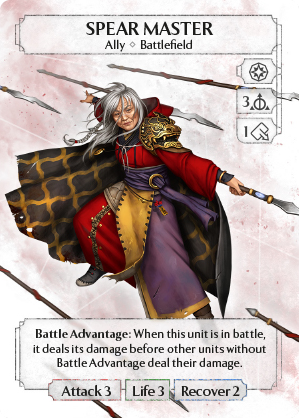 SPEAR MASTER
Ally ⟐ Battlefield
3
1
Battle Advantage: When this unit is in battle,
it deals its damage before other units without
Battle Advantage deal their damage.
Attack 3 Life 3 Recover 2